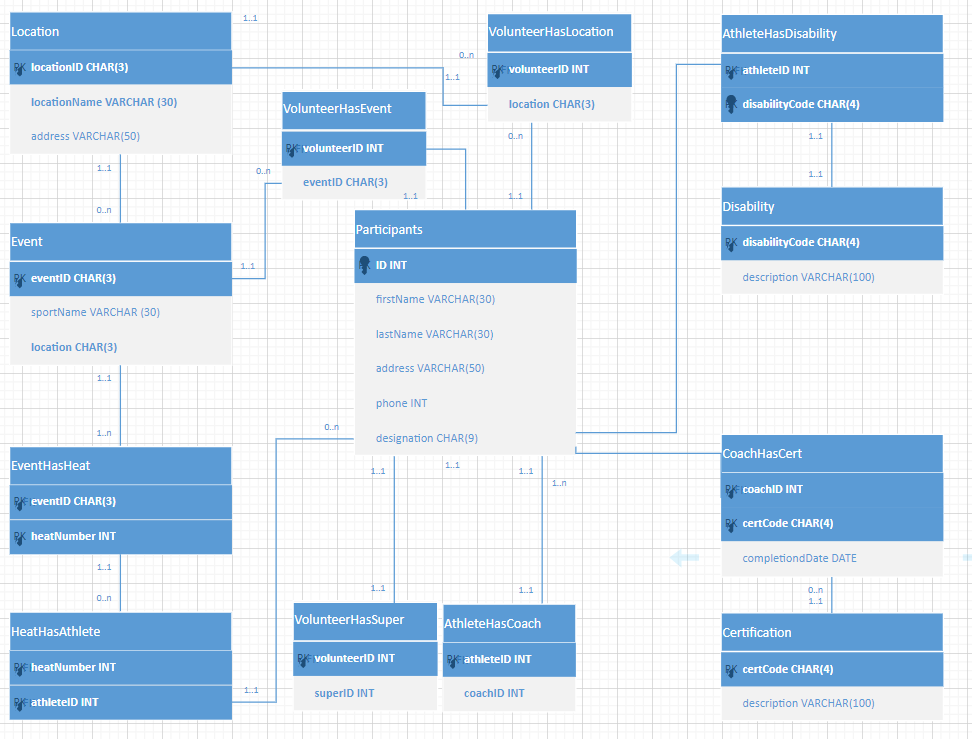 Location
PK locationID CHAR(3)
locationName VARCHAR (30)
address VARCHAR(50)
1..1
VolunteerHasLocation
PK volunteerID INT
location CHAR(3)
0..n
1..1
0..n
1..1
AthleteHasDisability
PK athleteID INT
disabilityCode CHAR(4)
1..1
1..1
Disability
PK disabilityCode CHAR(4)
description VARCHAR(100)
VolunteerHasEvent
PK volunteerID INT
eventID CHAR(3)
0..n
1..1
1..1
1..1
0..n
Event
PK eventID CHAR(3)
sportName VARCHAR (30)
location CHAR(3)
1..1
1..n
Participants
ID INT
firstName VARCHAR(30)
lastName VARCHAR(30)
address VARCHAR(50)
phone INT
designation CHAR(9)
0..n
1..1
1..1
1..1
1..n
EventHasHeat
PK eventID CHAR(3)
PK heatNumber INT
1..1
0..n
HeatHasAthlete
PK heatNumber INT
PK athleteID INT
1..1
1..1
VolunteerHasSuper
PK volunteerID INT
superID INT
1..1
AthleteHasCoach
PK athleteID INT
coachID INT
CoachHasCert
PK coachID INT
PK certCode CHAR(4)
completiondDate DATE
0..n
1..1
Certification
PK certCode CHAR(4)
description VARCHAR(100)